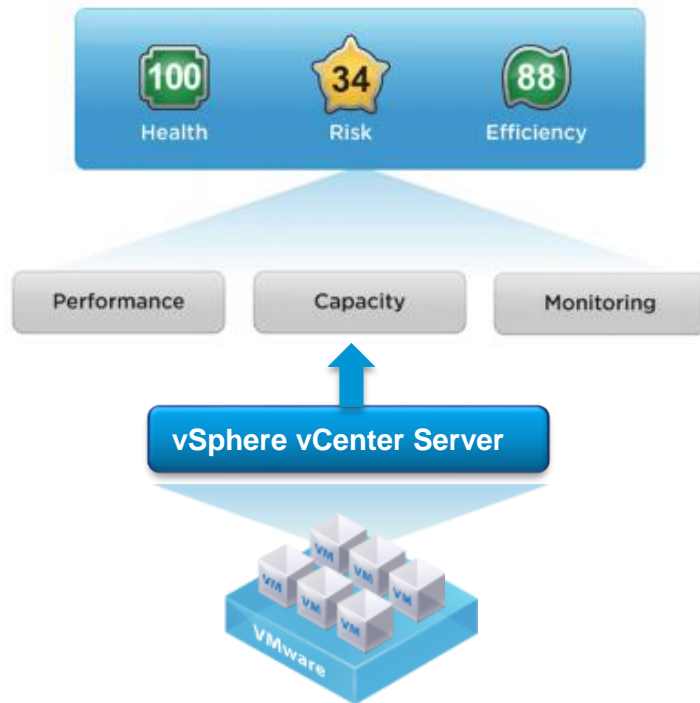 100
34
88
Health
Risk
Efficiency
Performance
Capacity
Monitoring
vSphere vCenter Server
VM
VM
VM
VM
VM
VM
VMware